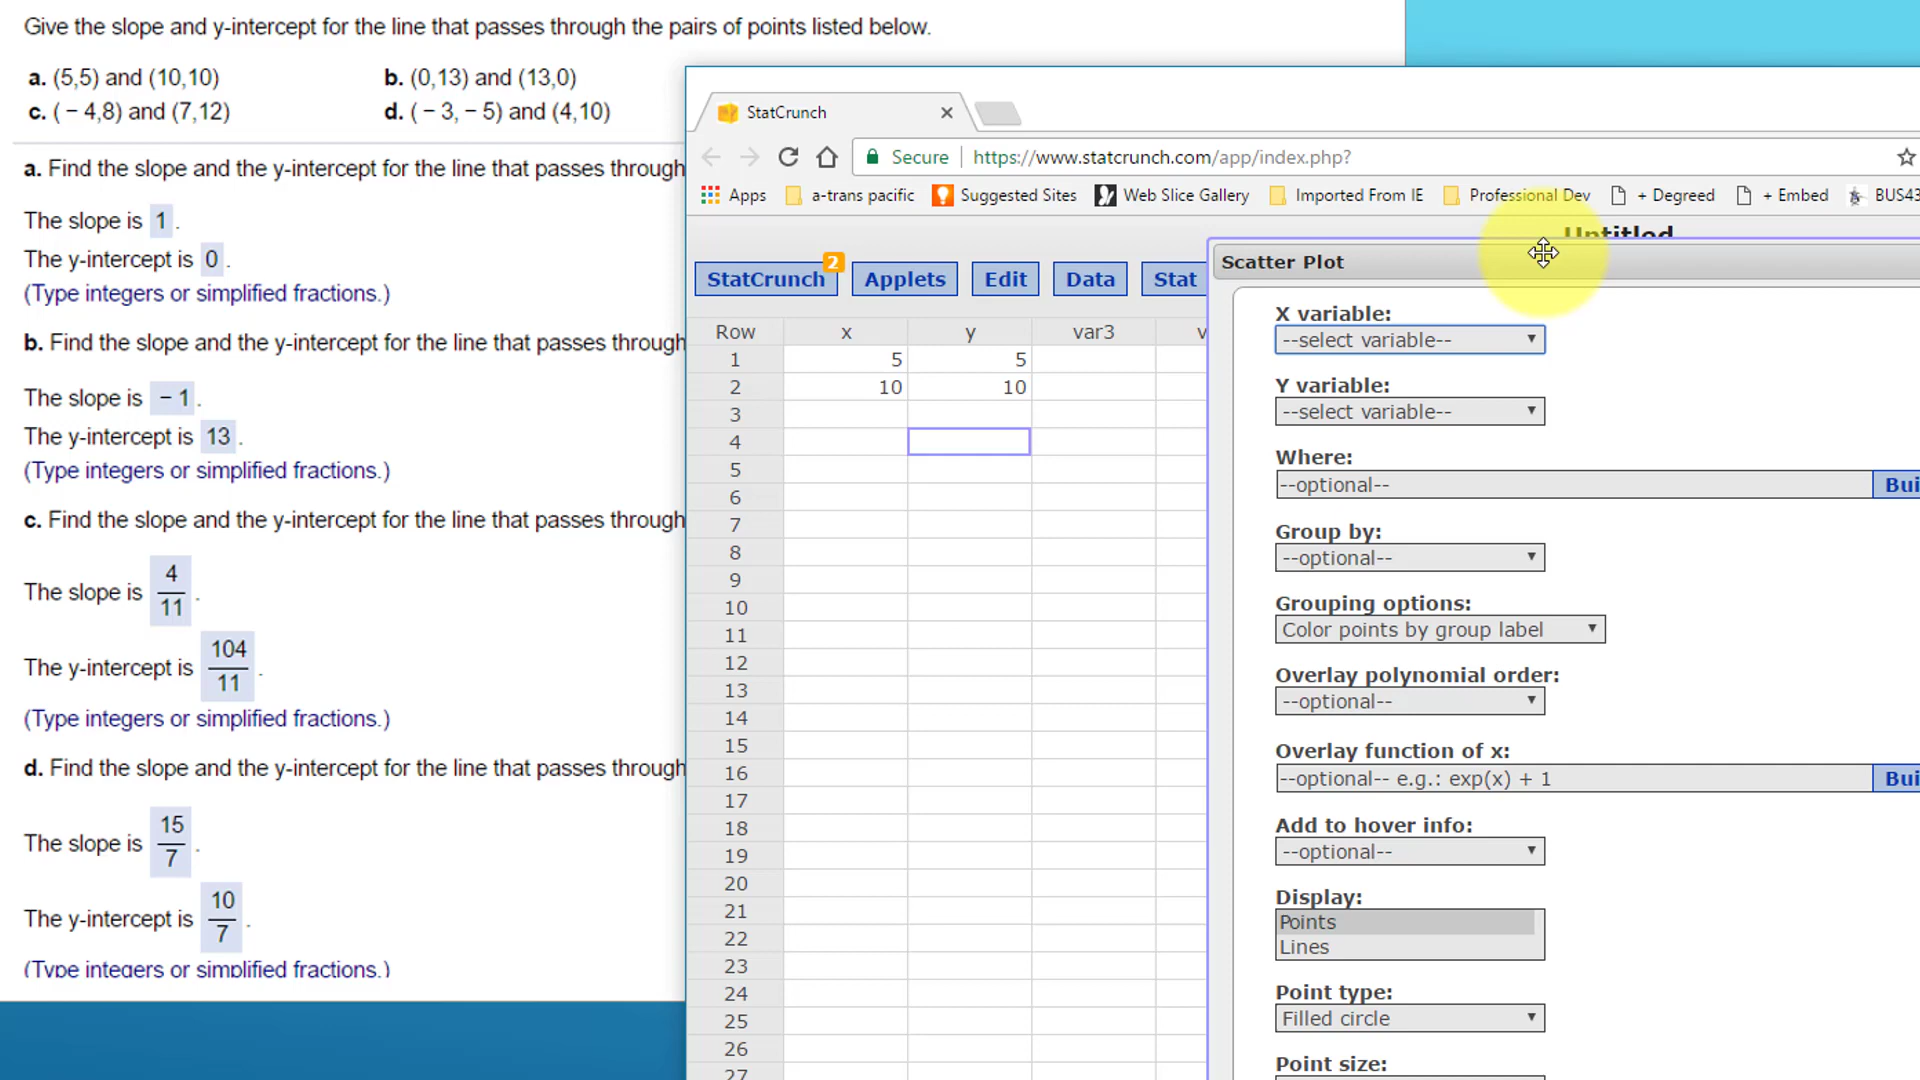 Give the slope and y-intercept for the line that passes through the pairs of points listed below.
a. (5,5) and (10,10)
b. (0,13) and (13,0)
c. ( − 4,8) and (7,12)
d. ( − 3, − 5) and (4,10)
a. Find the slope and the y-intercept for the line that passes through
The slope is 1 .
The y-intercept is 0 .
(Type integers or simplified fractions.)
b. Find the slope and the y-intercept for the line that passes through
The slope is − 1 .
The y-intercept is 13 .
(Type integers or simplified fractions.)
c. Find the slope and the y-intercept for the line that passes through
The slope is 4/11 .
The y-intercept is 104/11 .
(Type integers or simplified fractions.)
d. Find the slope and the y-intercept for the line that passes through
The slope is 15/7 .
The y-intercept is 10/7 .
(Type integers or simplified fractions.)
StatCrunch
Secure https://www.statcrunch.com/app/index.php?
Apps a-trans pacific Suggested Sites Web Slice Gallery Imported From IE Professional Dev + Degreed + Embed BUS43
Untitled
StatCrunch 2 Applets Edit Data Stat
Row x y var3 v
1 5 5
2 10 10
3
4
5
6
7
8
9
10
11
12
13
14
15
16
17
18
19
20
21
22
23
24
25
26
27
Scatter Plot
X variable:
--select variable--
Y variable:
--select variable--
Where:
--optional-- Bui
Group by:
--optional--
Grouping options:
Color points by group label
Overlay polynomial order:
--optional--
Overlay function of x:
--optional-- e.g.: exp(x) + 1 Bui
Add to hover info:
--optional--
Display:
Points
Lines
Point type:
Filled circle
Point size: